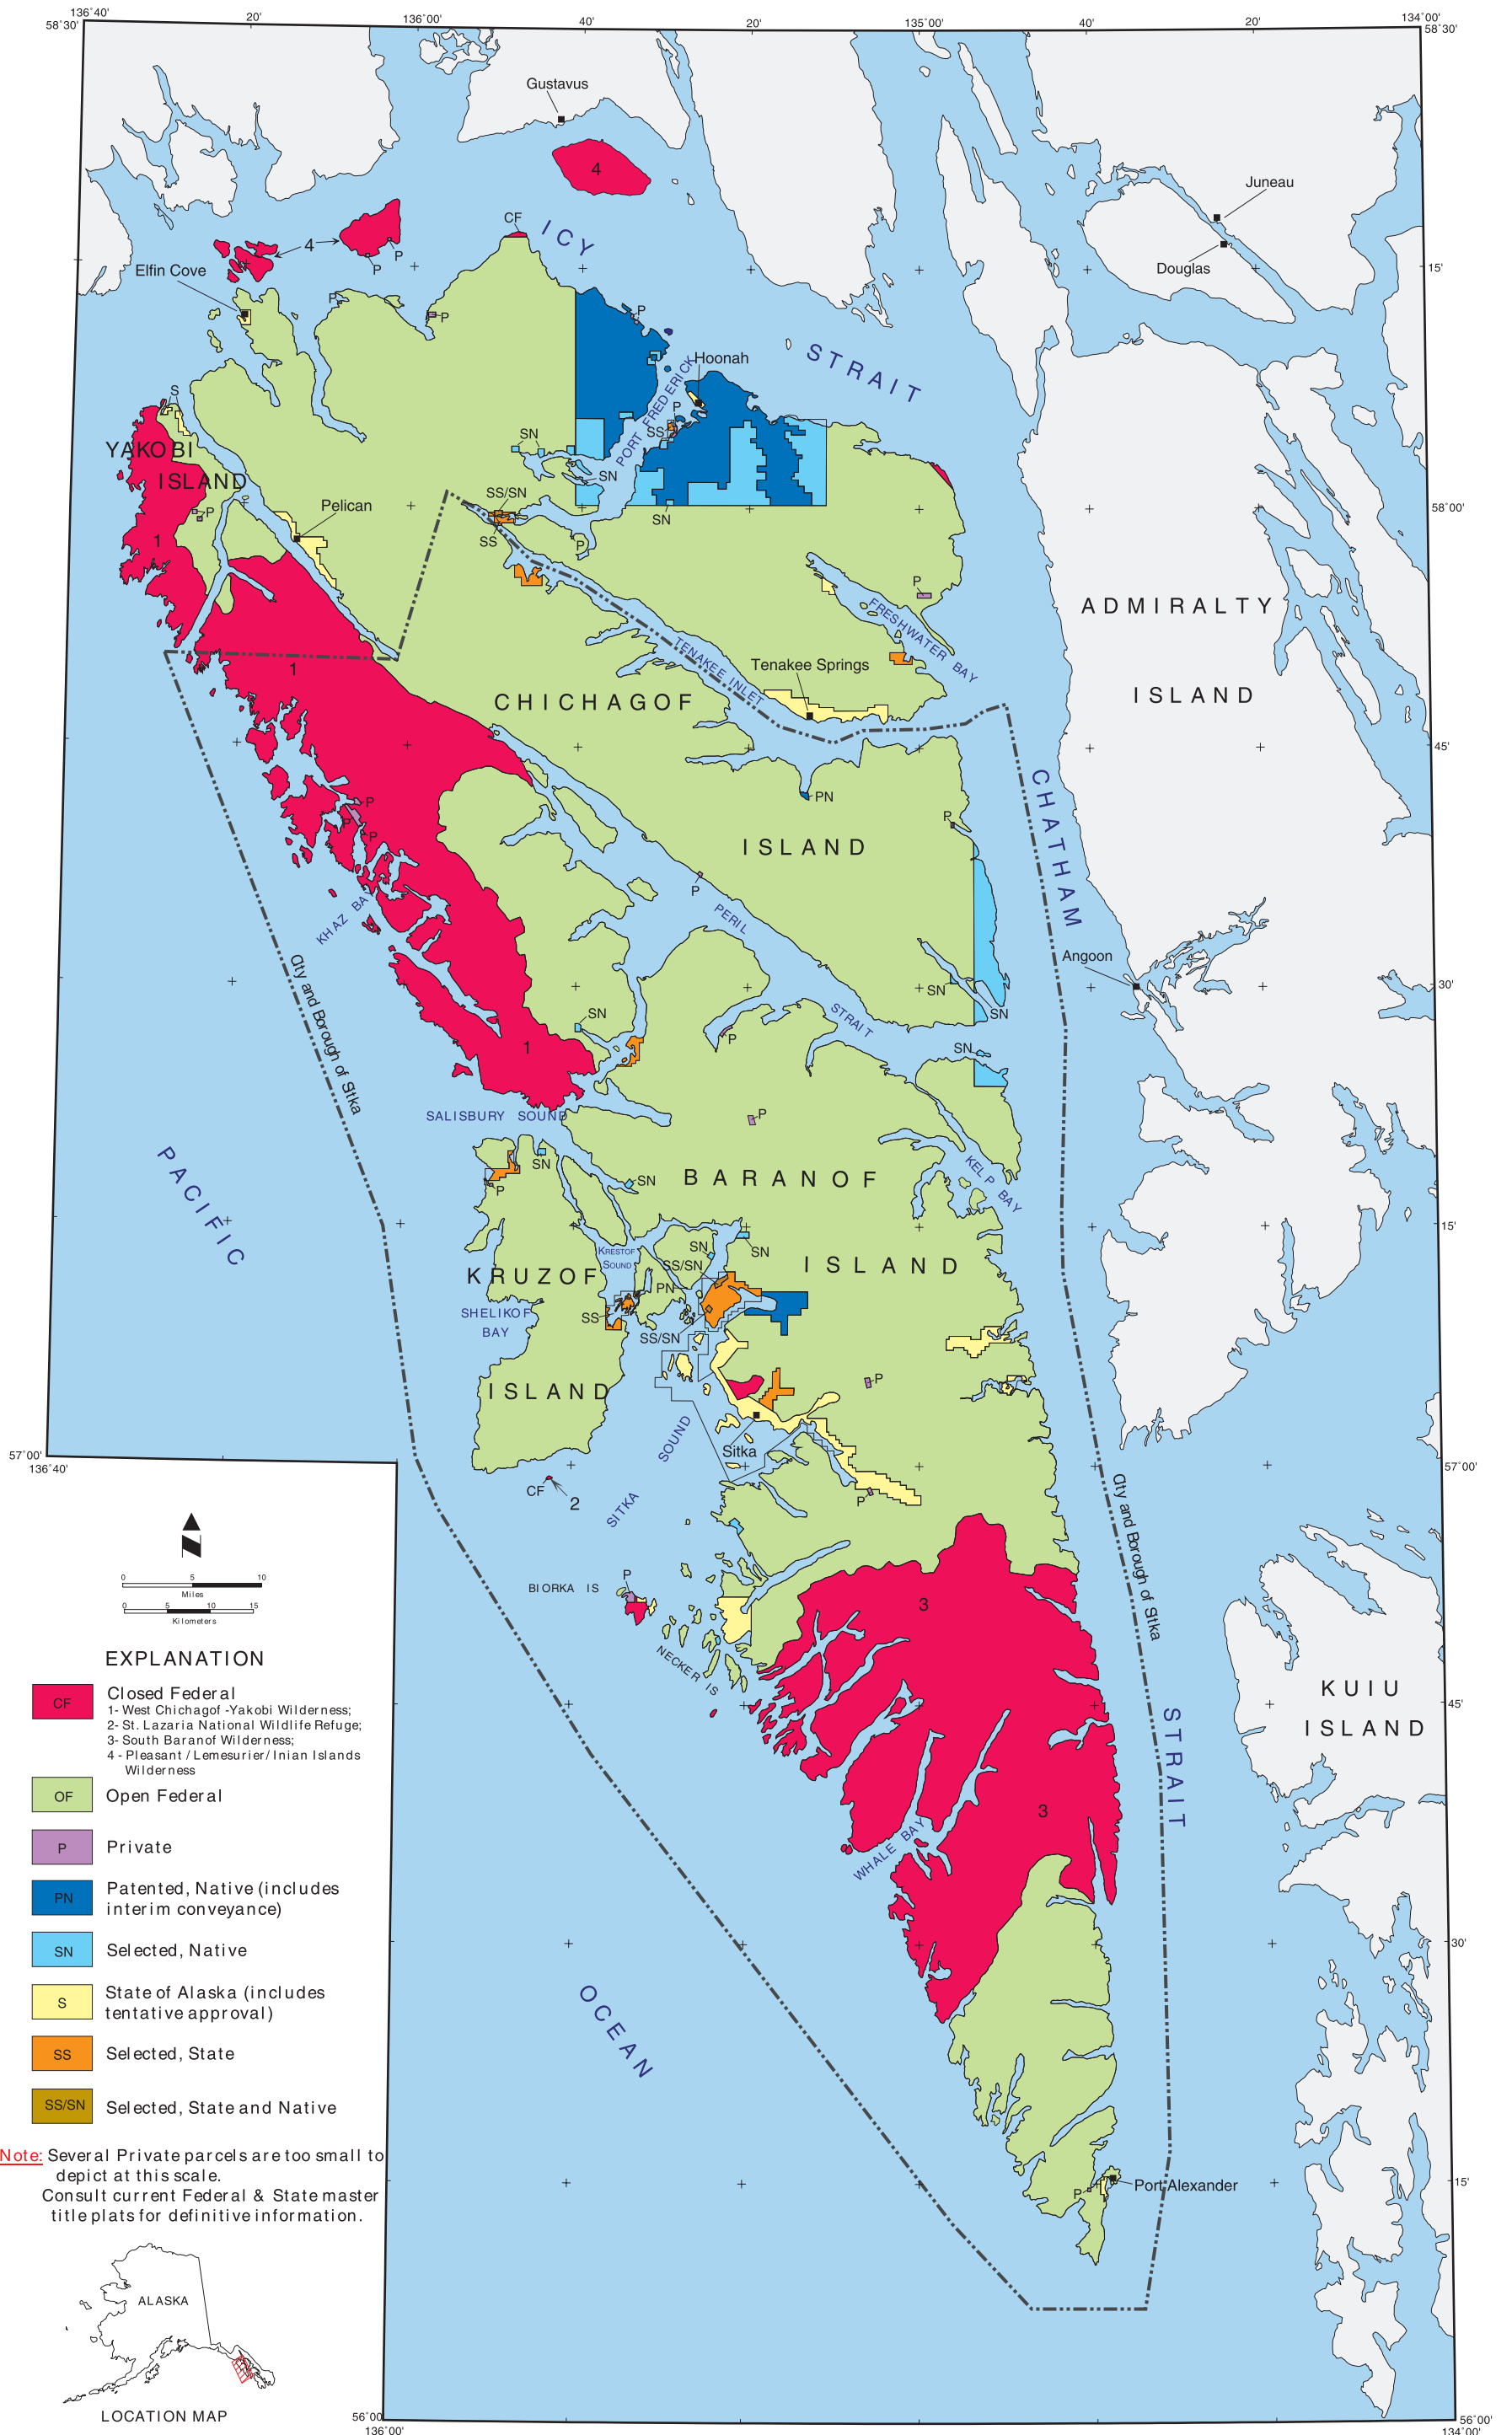 136°40'
20'
136°00'
40'
20'
135°00'
40'
20'
134°00'
58°30'
58°30'
Gustavus
4
Juneau
CF
ICY
4
P
P
Douglas
15'
Elfin Cove
P
P
P
STRAIT
Hoonah
S
PORT FREDERICK
P
SS
YAKOBI
SN
SN
ISLAND
SS/SN
Pelican
P
58°00'
SN
SS
P
1
P
ADMIRALTY
FRESHWATER BAY
TENAKEE INLET
Tenakee Springs
1
ISLAND
CHICHAGOF
45'
CHATHAM
PN
P
P
P
P
ISLAND
P
KHAZ BAY
PERIL
Angoon
City and Borough of Sitka
SN
30'
SN
STRAIT
SN
P
SN
1
SALISBURY SOUND
P
PACIFIC
SN
KELP BAY
SN
BARANOF
P
15'
KRESTOF
SOUND
SN
SN
SS/SN
ISLAND
KRUZOF
PN
SHELIKOF
BAY
SS
SS/SN
P
ISLAND
SOUND
Sitka
57°00'
136°40'
57°00'
CF
2
P
SITKA
City and Borough of Sitka
0 5 10
Miles
0 5 10 15
Kilometers
BIORKA IS
P
3
NECKER IS
EXPLANATION
KUIU
ISLAND
45'
STRAIT
CF
Closed Federal
1- West Chichagof -Yakobi Wilderness;
2- St. Lazaria National Wildlife Refuge;
3- South Baranof Wilderness;
4 - Pleasant / Lemesurier/ Inian Islands
Wilderness
OF
Open Federal
3
WHALE BAY
P
Private
PN
Patented, Native (includes
interim conveyance)
SN
Selected, Native
30'
S
State of Alaska (includes
tentative approval)
OCEAN
SS
Selected, State
SS/SN
Selected, State and Native
Note: Several Private parcels are too small to
depict at this scale.
Consult current Federal & State master
title plats for definitive information.
Port Alexander
P
15'
ALASKA
LOCATION MAP
56°00'
136°00'
56°00'
134°00'